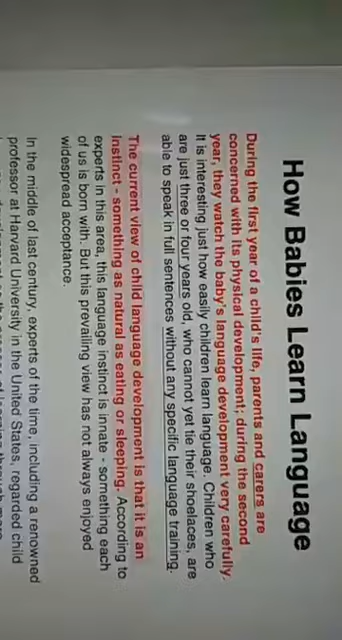 How Babies Learn Language
During the first year of a child's life, parents and carers are
concerned with its physical development; during the second
year, they watch the baby's language development very carefully.
It is interesting just how easily children learn language. Children who
are just three or four years old, who cannot yet tie their shoelaces, are
able to speak in full sentences without any specific language training.
The current view of child language development is that it is an
instinct - something as natural as eating or sleeping. According to
experts in this area, this language instinct is innate - something each
of us is born with. But this prevailing view has not always enjoyed
widespread acceptance.
In the middle of last century, experts of the time, including a renowned
professor at Harvard University in the United States, regarded child